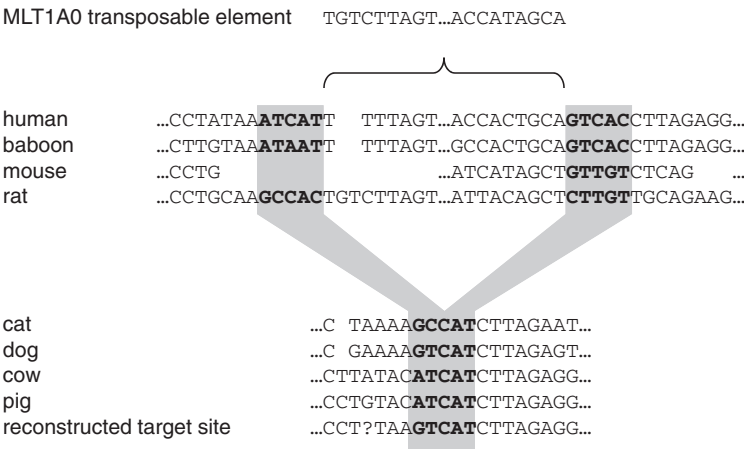 MLT1A0 transposable element TGTCTTAGT...ACCATAGCA
human ...CCTATAAATCATT TTTAGT...ACCACTGCAGTCACCTTAGAGG...
baboon ...CTTGTAAATAATT TTTAGT...GCCACTGCAGTCACCTTAGAGG...
mouse ...CCTG ...ATCATAGCTGTTGTCTCAG ...
rat ...CCTGCAAGCCACTGTCTTAGT...ATTACAGCTCTTGTTGCAGAAG...
cat ...C TAAAAGCCATCTTAGAAT...
dog ...C GAAAAGTCATCTTAGAGT...
cow ...CTTATACATCATCTTAGAGG...
pig ...CCTGTACATCATCTTAGAGG...
reconstructed target site ...CCT?TAAGTCATCTTAGAGG...